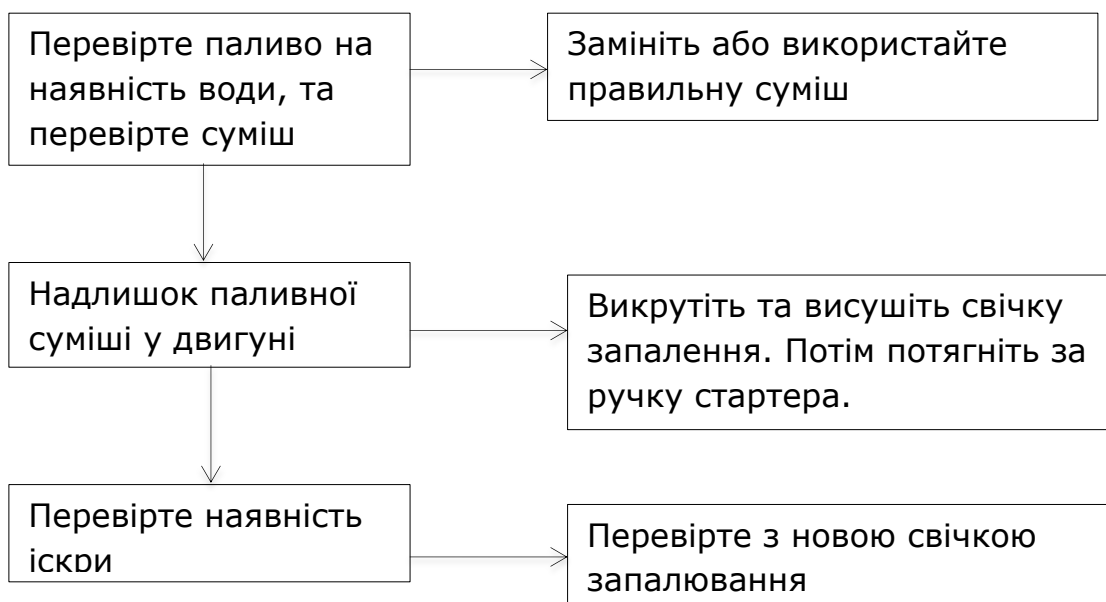 Перевірте паливо на
наявність води, та
перевірте суміш
Замініть або використайте
правильну суміш
Надлишок паливної
суміші у двигуні
Викрутіть та висушіть свічку
запалення. Потім потягніть за
ручку стартера.
Перевірте наявність
іскри
Перевірте з новою свічкою
запалювання